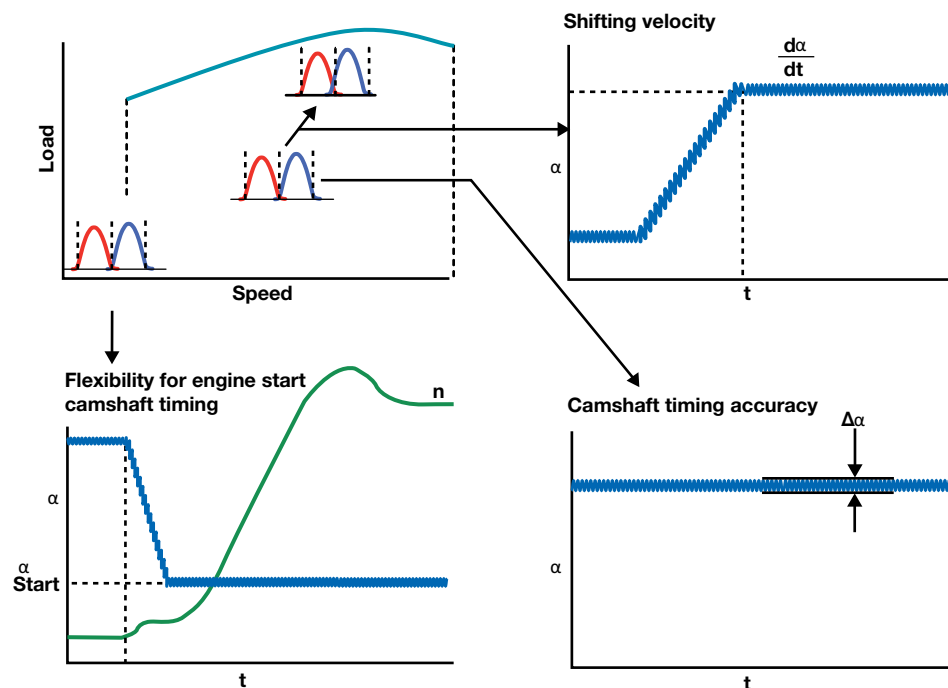 Shifting velocity
Load
Speed
dα
dt
α
t
Flexibility for engine start
camshaft timing
n
α
α
Start
t
Camshaft timing accuracy
Δα
α
t